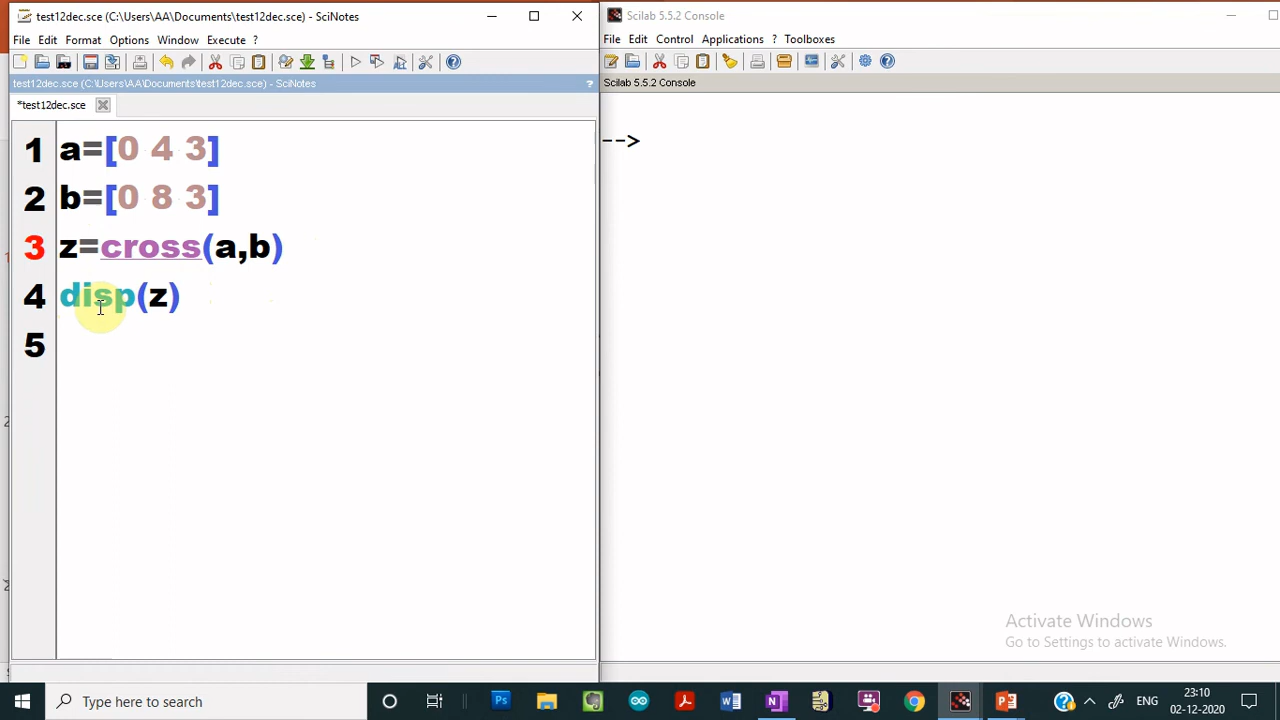 test12dec.sce (C:\Users\AA\Documents\test12dec.sce) - SciNotes
File Edit Format Options Window Execute ?
test12dec.sce (C:\Users\AA\Documents\test12dec.sce) - SciNotes ?
*test12dec.sce
1 a=[0 4 3]
2 b=[0 8 3]
3 z=cross(a,b)
4 disp(z)
5
Scilab 5.5.2 Console
File Edit Control Applications ? Toolboxes
Scilab 5.5.2 Console
-->
Activate Windows
Go to Settings to activate Windows.
Type here to search
Ps
ENG
23:10
02-12-2020